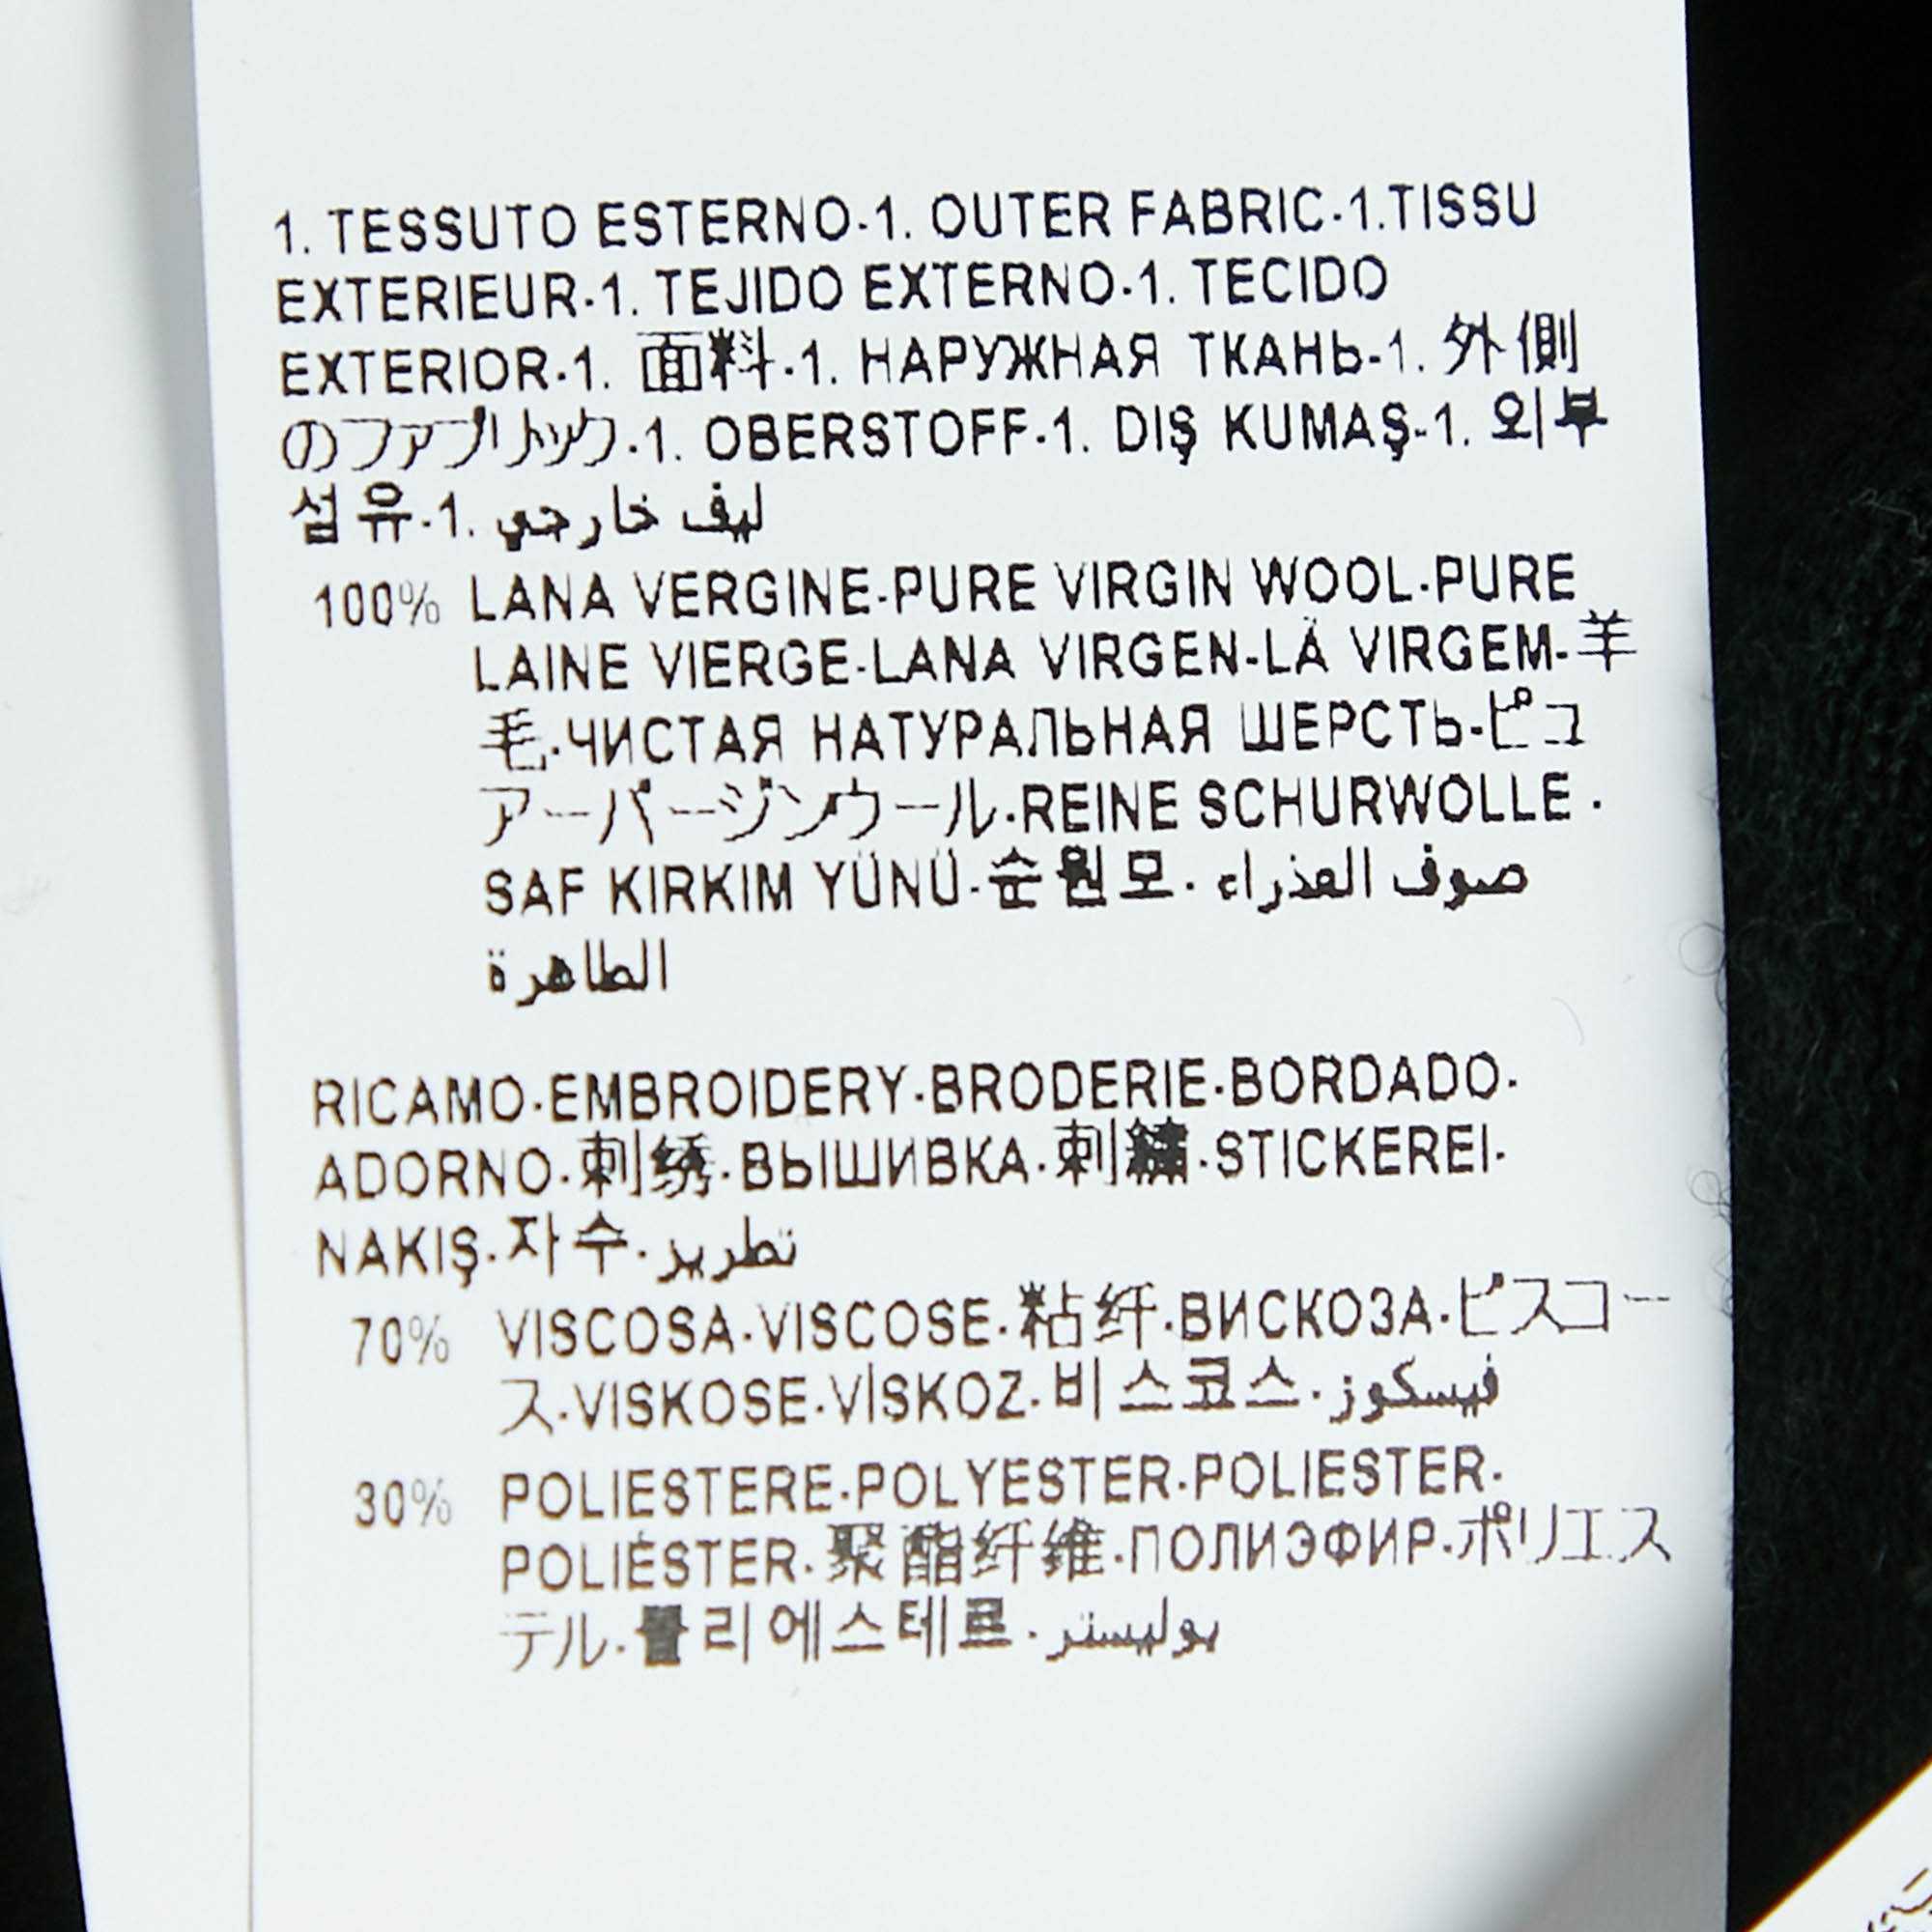 1. TESSUTO ESTERNO-1. OUTER FABRIC-1.TISSU
EXTERIEUR-1. TEJIDO EXTERNO-1. TECIDO
EXTERIOR-1. 面料-1. НАРУЖНАЯ ТКАНЬ-1. 外側
のファブリック-1. OBERSTOFF-1. DIŞ KUMAŞ-1. 외부
섬유-1. ليف خارجي
100% LANA VERGINE-PURE VIRGIN WOOL-PURE
LAINE VIERGE-LANA VIRGEN-LÃ VIRGEM-羊
毛-ЧИСТАЯ НАТУРАЛЬНАЯ ШЕРСТЬ-ピュ
アーバージンウール-REINE SCHURWOLLE -
SAF KIRKIM YÜNÜ-순원모- صوف العذراء
الطاهرة
RICAMO-EMBROIDERY-BRODERIE-BORDADO-
ADORNO-刺绣-ВЫШИВКА-刺繍-STICKEREI-
NAKIŞ-자수-تطريز
70% VISCOSA-VISCOSE-粘纤-ВИСКОЗА-ビスコー
ス-VISKOSE-VİSKOZ-비스코스-فيسكوز
30% POLIESTERE-POLYESTER-POLIESTER-
POLIÉSTER-聚酯纤维-ПОЛИЭФИР-ポリエス
テル-폴리에스테르-بوليستر